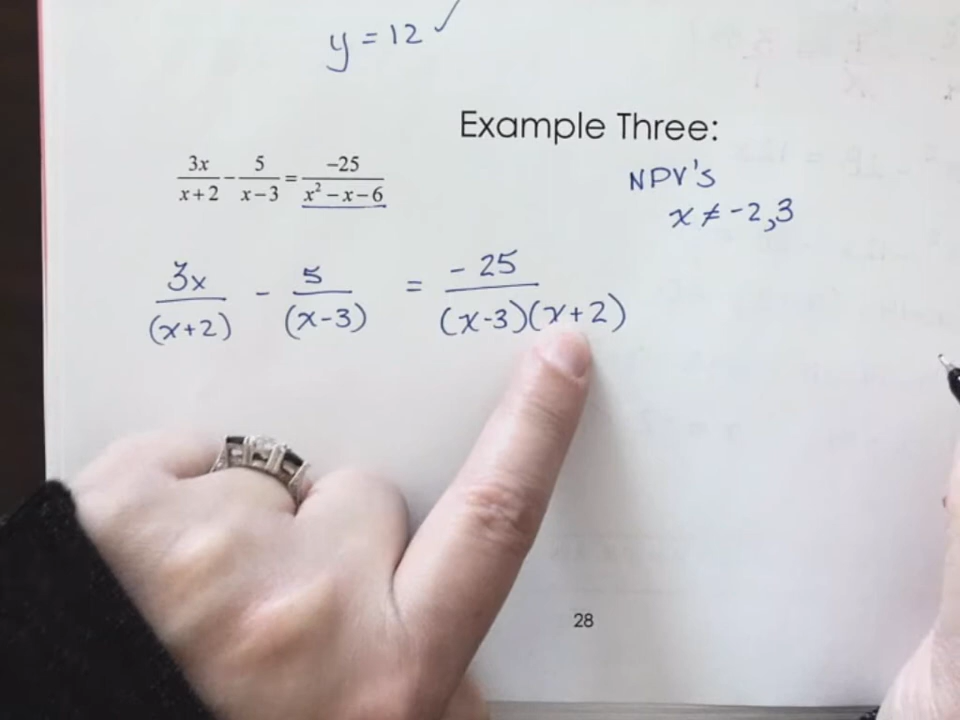 y = 12 ✓
Example Three:
3x/(x+2) − 5/(x−3) = −25/(x² − x − 6)
NPV's
x ≠ -2,3
3x/(x+2) - 5/(x-3) = -25/((x-3)(x+2))
28